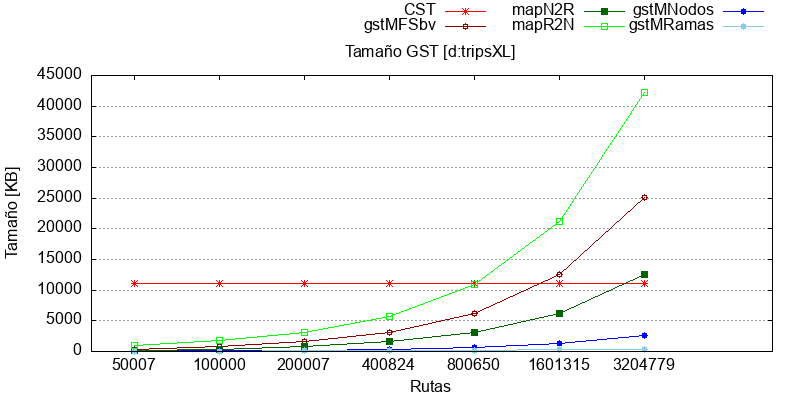 CST mapN2R gstMNodos
gstMFSbv mapR2N gstMRamas
Tamaño GST [d:tripsXL]
45000
40000
35000
30000
25000
20000
15000
10000
5000
0
Tamaño [KB]
50007 100000 200007 400824 800650 1601315 3204779
Rutas